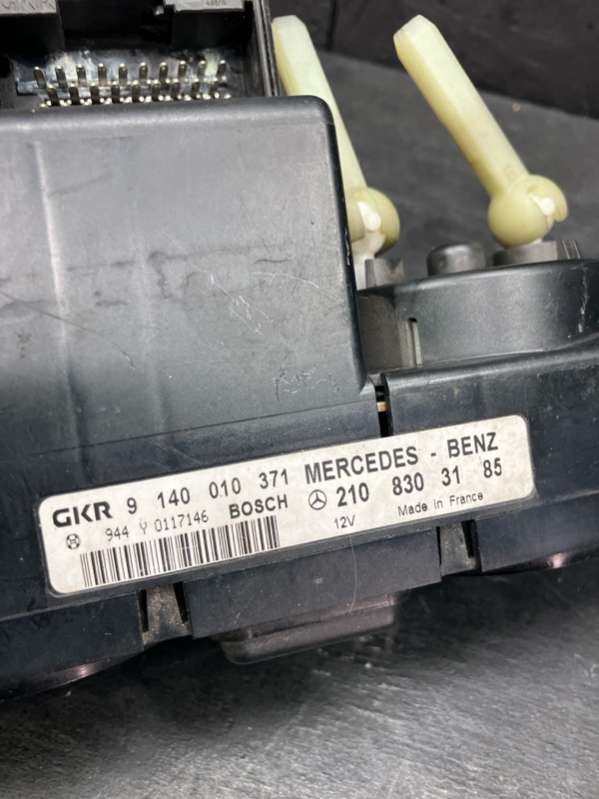 GKR 9 140 010 371 MERCEDES - BENZ
944 Y 0117146 BOSCH 210 830 31 85
12V Made in France